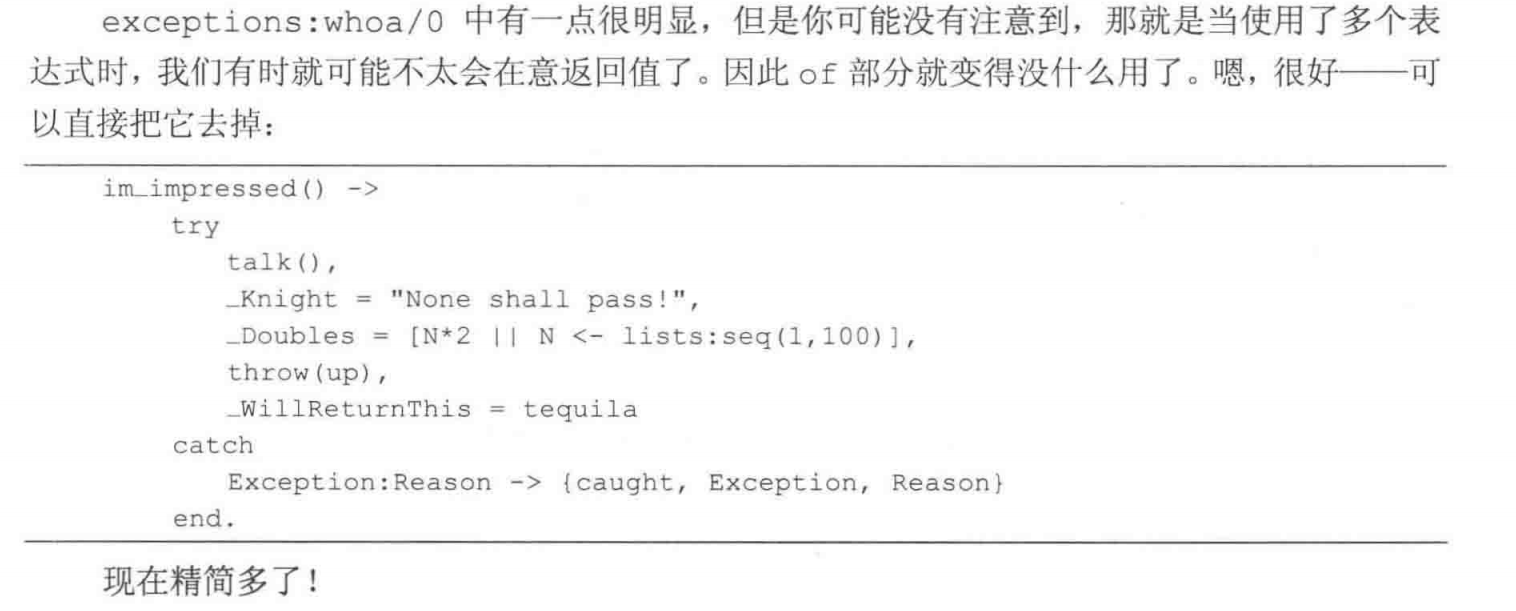 exceptions:whoa/0 中有一点很明显，但是你可能没有注意到，那就是当使用了多个表
达式时，我们有时就可能不太会在意返回值了。因此 of 部分就变得没什么用了。嗯，很好——可
以直接把它去掉：
im_impressed() ->
try
talk(),
_Knight = "None shall pass!",
_Doubles = [N*2 || N <- lists:seq(1,100)],
throw(up),
_WillReturnThis = tequila
catch
Exception:Reason -> {caught, Exception, Reason}
end.
现在精简多了！